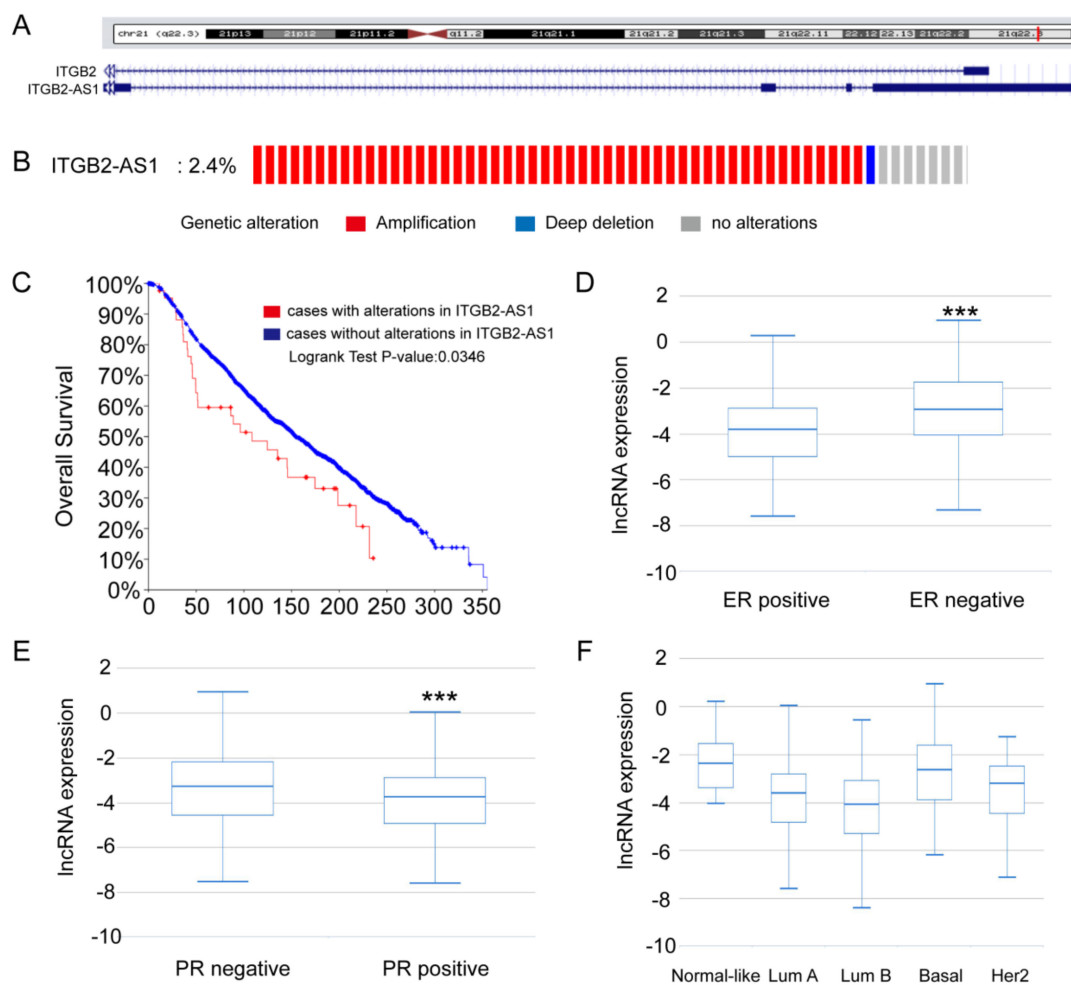 A
chr21 (q22.3) 21p13 21p12 21p11.2 q11.2 21q21.1 21q21.2 21q21.3 21q22.11 22.12 22.13 21q22.2 21q22.3
ITGB2
ITGB2-AS1
B
ITGB2-AS1 : 2.4%
Genetic alteration Amplification Deep deletion no alterations
C
Overall Survival
100%
90%
80%
70%
60%
50%
40%
30%
20%
10%
0%
0 50 100 150 200 250 300 350
cases with alterations in ITGB2-AS1
cases without alterations in ITGB2-AS1
Logrank Test P-value:0.0346
D
lncRNA expression
2
0
-2
-4
-6
-8
-10
***
ER positive ER negative
E
lncRNA expression
2
0
-2
-4
-6
-8
-10
***
PR negative PR positive
F
lncRNA expression
2
0
-2
-4
-6
-8
-10
Normal-like Lum A Lum B Basal Her2